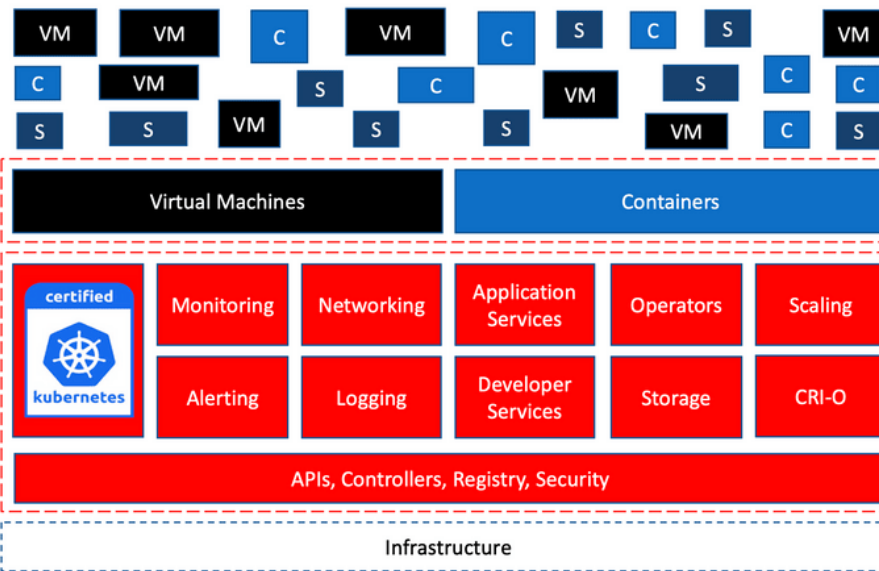 VM
VM
C
VM
C
S
C
S
VM
C
VM
S
C
VM
S
C
C
S
S
VM
S
S
VM
C
S
Virtual Machines
Containers
certified
kubernetes
Monitoring
Networking
Application
Services
Operators
Scaling
Alerting
Logging
Developer
Services
Storage
CRI-O
APIs, Controllers, Registry, Security
Infrastructure